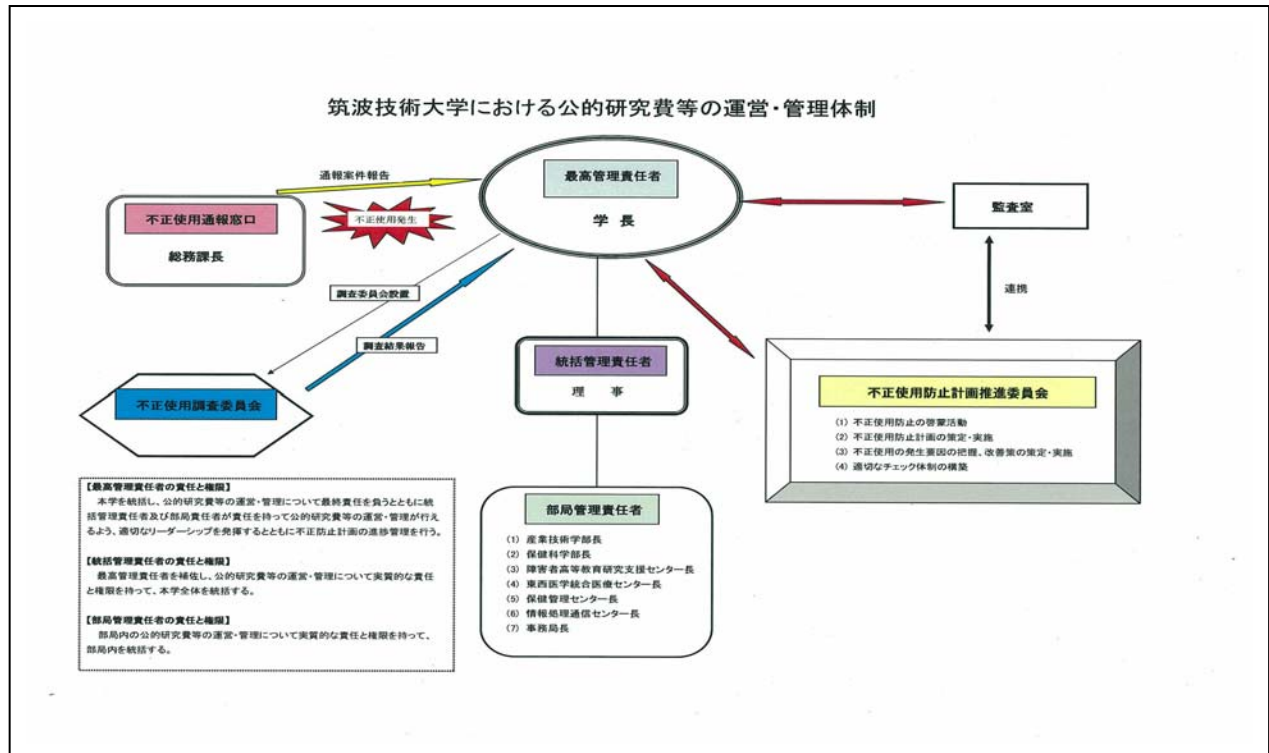 筑波技術大学における公的研究費等の運営・管理体制
通報案件報告
不正使用通報窓口
総務課長
不正使用発生
最高管理責任者
学 長
監査室
連携
調査委員会設置
調査結果報告
不正使用調査委員会
統括管理責任者
理 事
不正使用防止計画推進委員会
(1) 不正使用防止の啓蒙活動
(2) 不正使用防止計画の策定・実施
(3) 不正使用の発生要因の把握、改善策の策定・実施
(4) 適切なチェック体制の構築
部局管理責任者
(1) 産業技術学部長
(2) 保健科学部長
(3) 障害者高等教育研究支援センター長
(4) 東西医学統合医療センター長
(5) 保健管理センター長
(6) 情報処理通信センター長
(7) 事務局長
【最高管理責任者の責任と権限】
本学を統括し、公的研究費等の運営・管理について最終責任を負うとともに統
括管理責任者及び部局責任者が責任を持って公的研究費等の運営・管理が行え
るよう、適切なリーダーシップを発揮するとともに不正防止計画の進捗管理を行う。
【統括管理責任者の責任と権限】
最高管理責任者を補佐し、公的研究費等の運営・管理について実質的な責任
と権限を持って、本学全体を統括する。
【部局管理責任者の責任と権限】
部局内の公的研究費等の運営・管理について実質的な責任と権限を持って、
部局内を統括する。